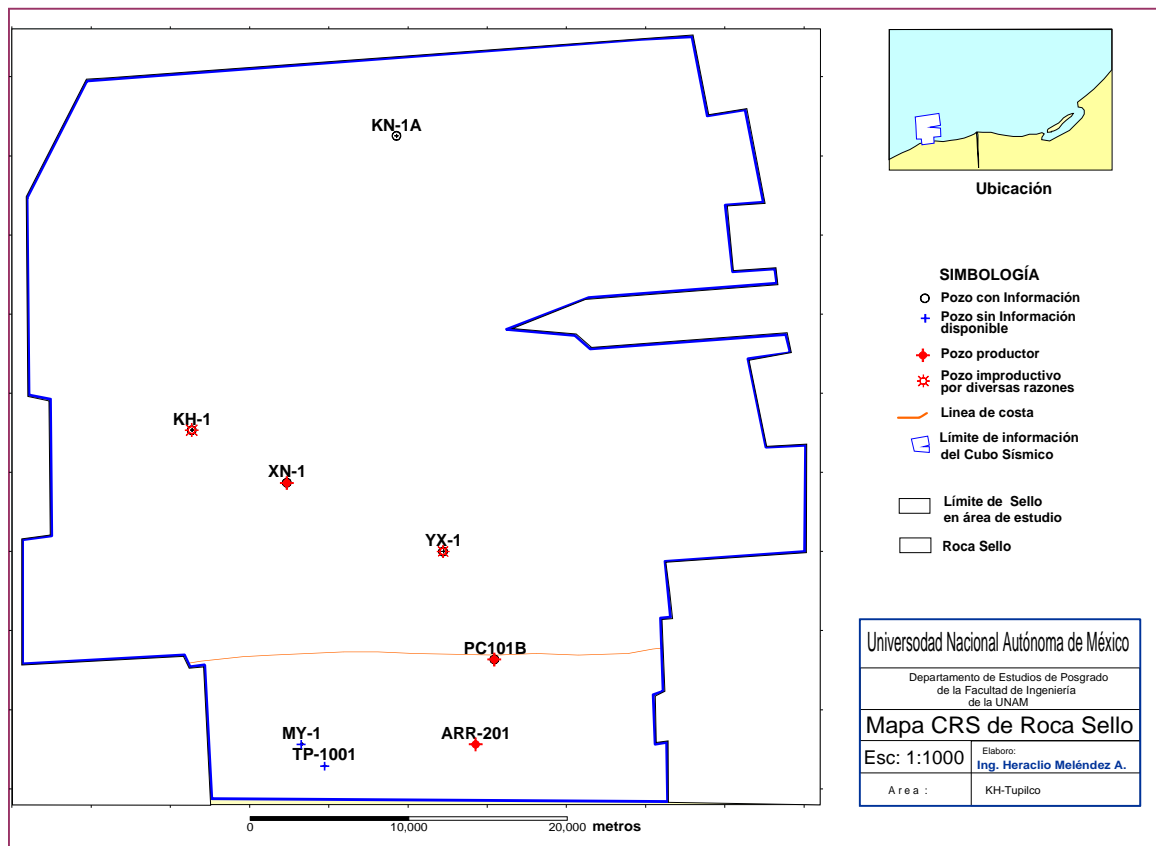 KN-1A
KH-1
XN-1
YX-1
PC101B
MY-1
TP-1001
ARR-201
0
10,000
20,000
metros
Ubicación
SIMBOLOGÍA
Pozo con Información
Pozo sin Información
disponible
Pozo productor
Pozo improductivo
por diversas razones
Linea de costa
Límite de información
del Cubo Sísmico
Límite de Sello
en área de estudio
Roca Sello
Universodad Nacional Autónoma de México
Departamento de Estudios de Posgrado
de la Facultad de Ingeniería
de la UNAM
Mapa CRS de Roca Sello
Esc: 1:1000
Elaboro:
Ing. Heraclio Meléndez A.
Area :
KH-Tupilco